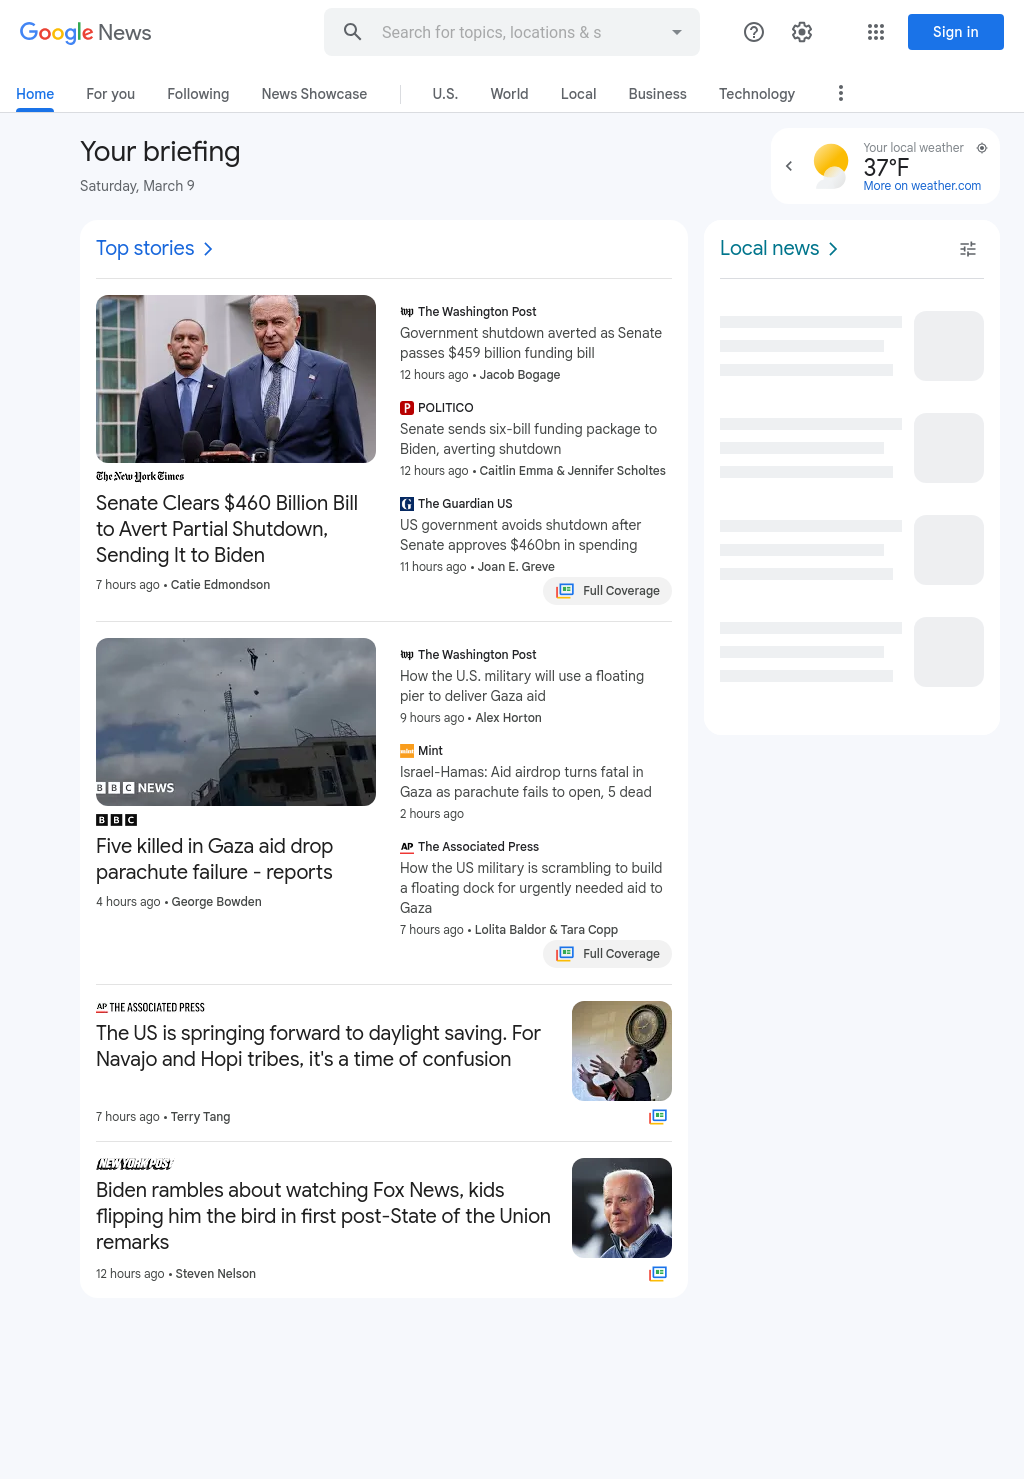 Google News
Search for topics, locations & s
Sign in
Home
For you
Following
News Showcase
U.S.
World
Local
Business
Technology
Your briefing
Saturday, March 9
Your local weather
37°F
More on weather.com
Top stories
The New York Times
Senate Clears $460 Billion Bill
to Avert Partial Shutdown,
Sending It to Biden
7 hours ago • Catie Edmondson
The Washington Post
Government shutdown averted as Senate
passes $459 billion funding bill
12 hours ago • Jacob Bogage
POLITICO
Senate sends six-bill funding package to
Biden, averting shutdown
12 hours ago • Caitlin Emma & Jennifer Scholtes
The Guardian US
US government avoids shutdown after
Senate approves $460bn in spending
11 hours ago • Joan E. Greve
Full Coverage
BBC NEWS
BBC
Five killed in Gaza aid drop
parachute failure - reports
4 hours ago • George Bowden
The Washington Post
How the U.S. military will use a floating
pier to deliver Gaza aid
9 hours ago • Alex Horton
mint
Mint
Israel-Hamas: Aid airdrop turns fatal in
Gaza as parachute fails to open, 5 dead
2 hours ago
AP
The Associated Press
How the US military is scrambling to build
a floating dock for urgently needed aid to
Gaza
7 hours ago • Lolita Baldor & Tara Copp
Full Coverage
AP THE ASSOCIATED PRESS
The US is springing forward to daylight saving. For
Navajo and Hopi tribes, it's a time of confusion
7 hours ago • Terry Tang
NEW YORK POST
Biden rambles about watching Fox News, kids
flipping him the bird in first post-State of the Union
remarks
12 hours ago • Steven Nelson
Local news